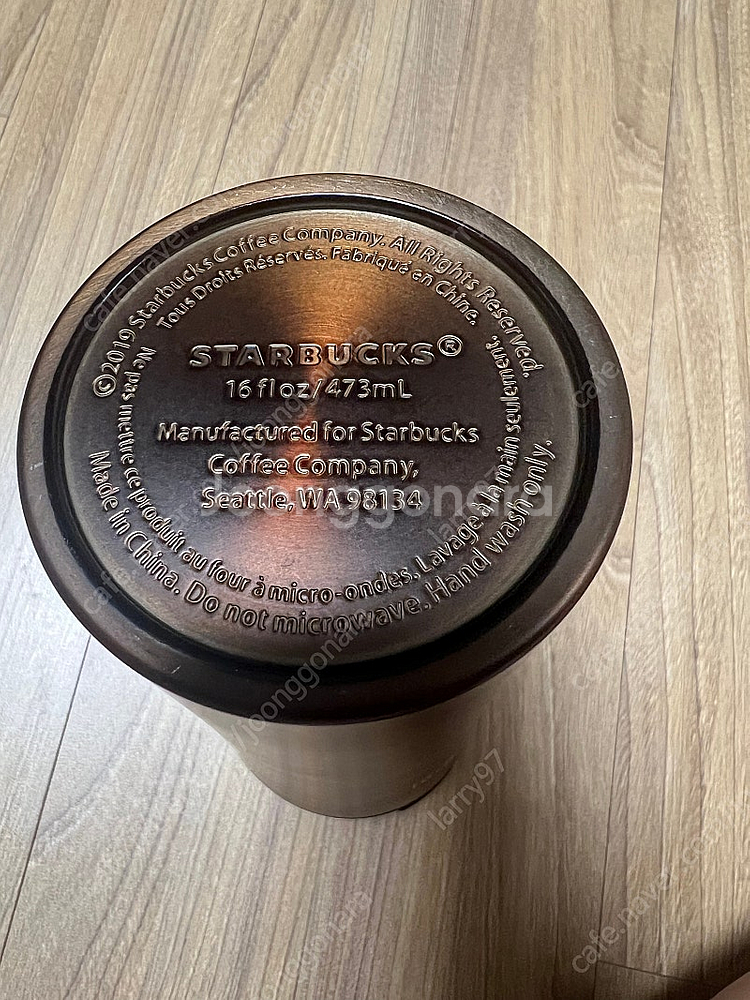 ©2019 Starbucks Coffee Company. All Rights Reserved.
Tous Droits Réservés. Fabriqué en Chine.
STARBUCKS®
16 fl oz/473mL
Manufactured for Starbucks
Coffee Company,
Seattle, WA 98134
Ne pas mettre ce produit au four à micro-ondes. Lavage à la main seulement.
Made in China. Do not microwave. Hand wash only.
Joonggonara
larry97